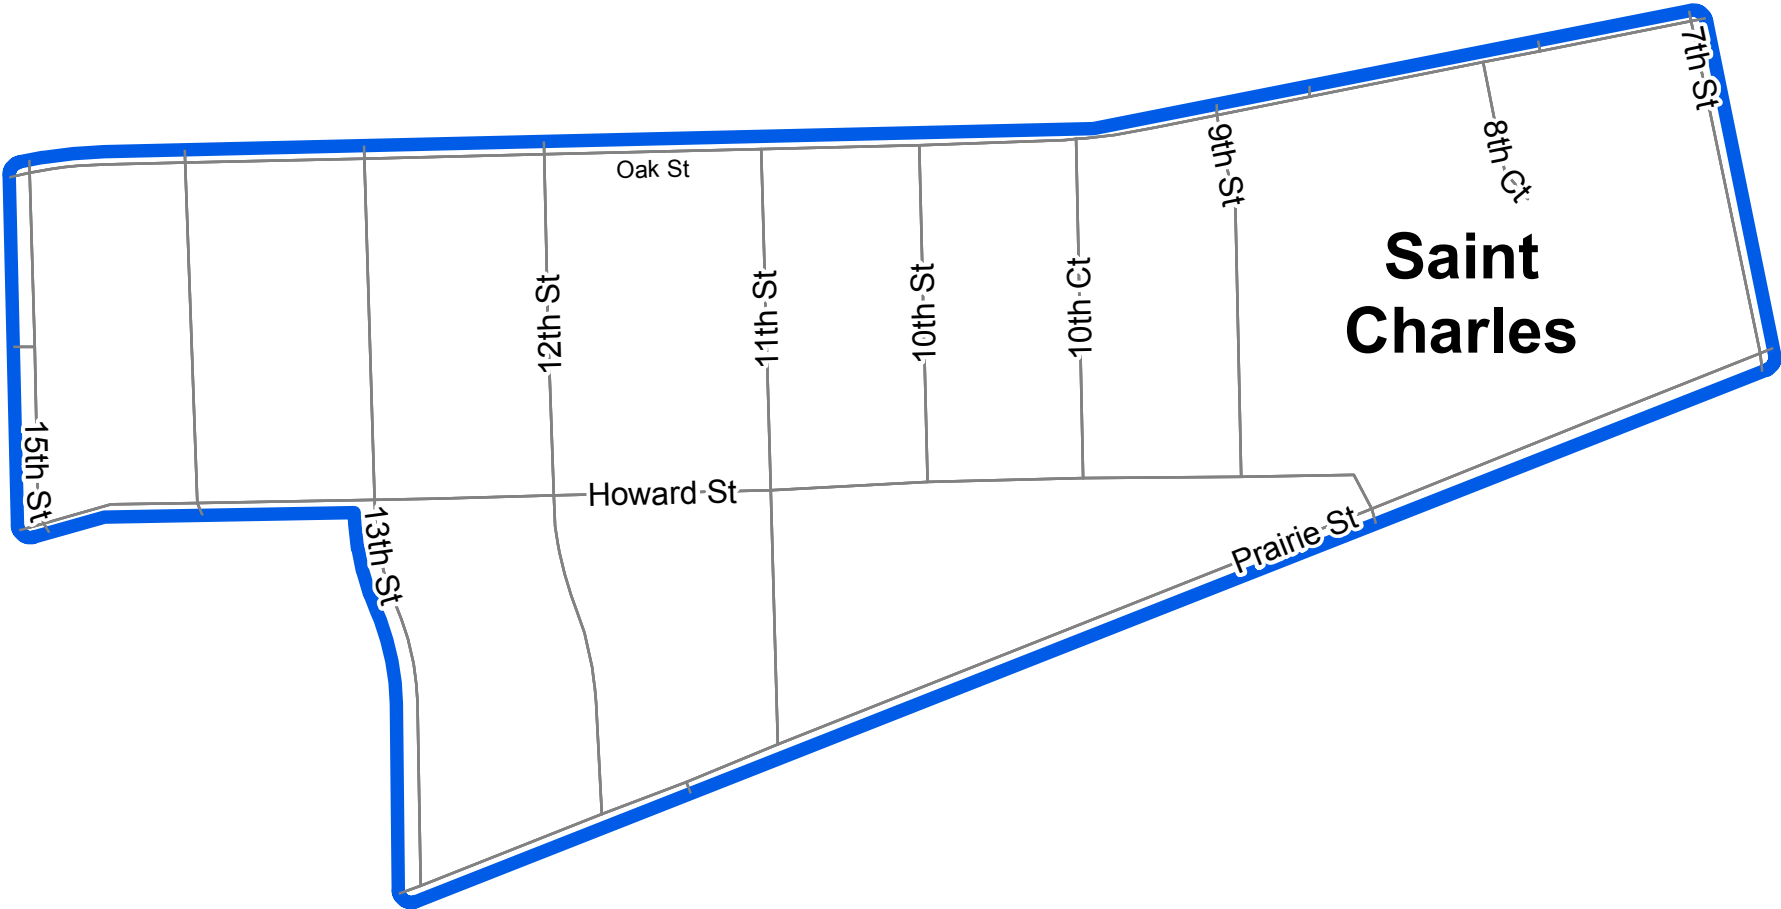 7th St
8th Ct
9th St
Oak St
Saint
Charles
10th Ct
10th St
11th St
12th St
15th St
Howard St
13th St
Prairie St